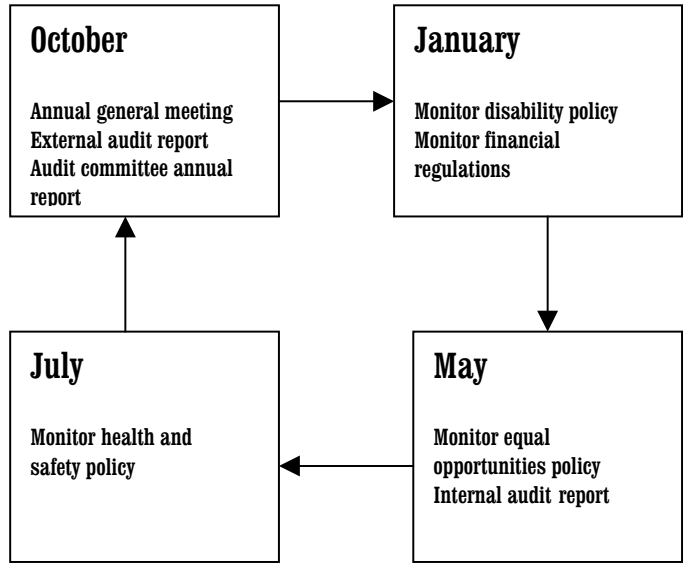 October
Annual general meeting
External audit report
Audit committee annual
report
January
Monitor disability policy
Monitor financial
regulations
July
Monitor health and
safety policy
May
Monitor equal
opportunities policy
Internal audit report